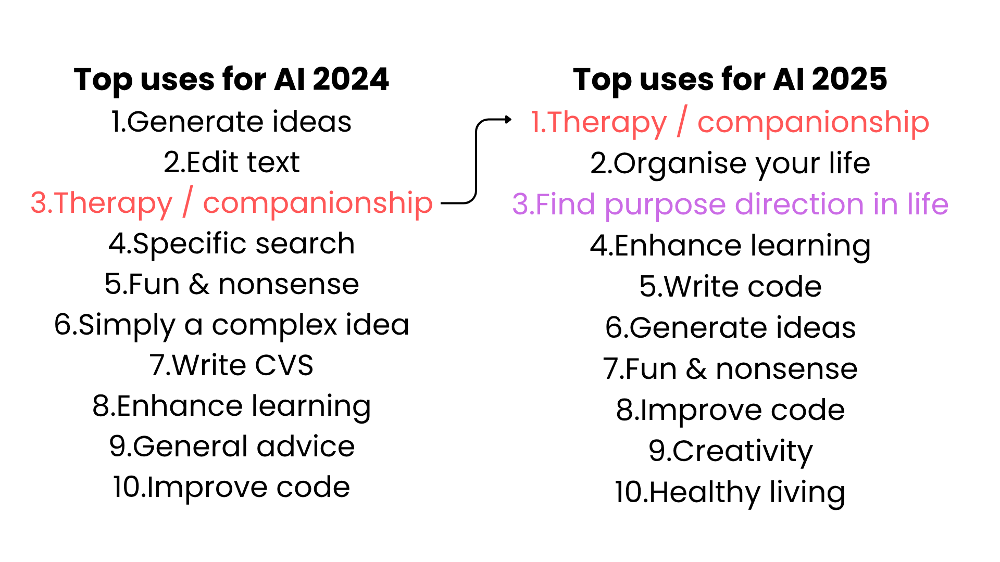 Top uses for AI 2024
1.Generate ideas
2.Edit text
3.Therapy / companionship
4.Specific search
5.Fun & nonsense
6.Simply a complex idea
7.Write CVS
8.Enhance learning
9.General advice
10.Improve code
Top uses for AI 2025
1.Therapy / companionship
2.Organise your life
3.Find purpose direction in life
4.Enhance learning
5.Write code
6.Generate ideas
7.Fun & nonsense
8.Improve code
9.Creativity
10.Healthy living